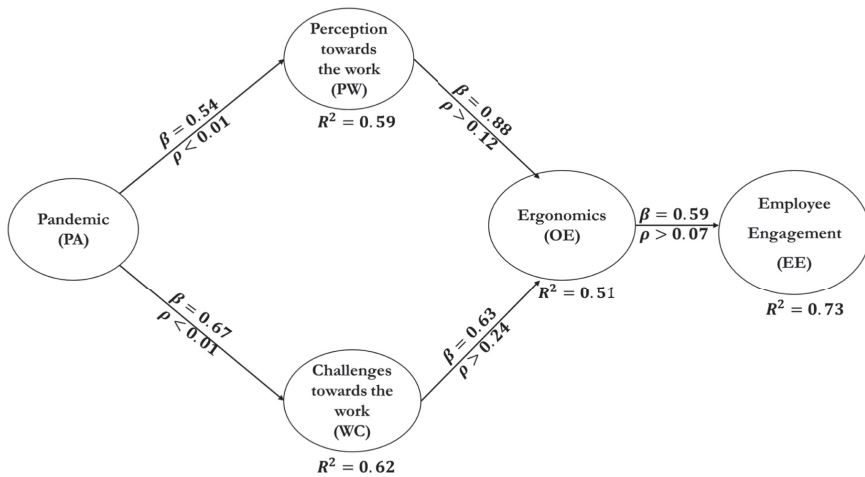 Perception
towards
the work
(PW)
R² = 0.59
β = 0.54
ρ < 0.01
β = 0.88
ρ > 0.12
Pandemic
(PA)
Ergonomics
(OE)
R² = 0.51
β = 0.59
ρ > 0.07
Employee
Engagement
(EE)
R² = 0.73
β = 0.67
ρ < 0.01
β = 0.63
ρ > 0.24
Challenges
towards the
work
(WC)
R² = 0.62